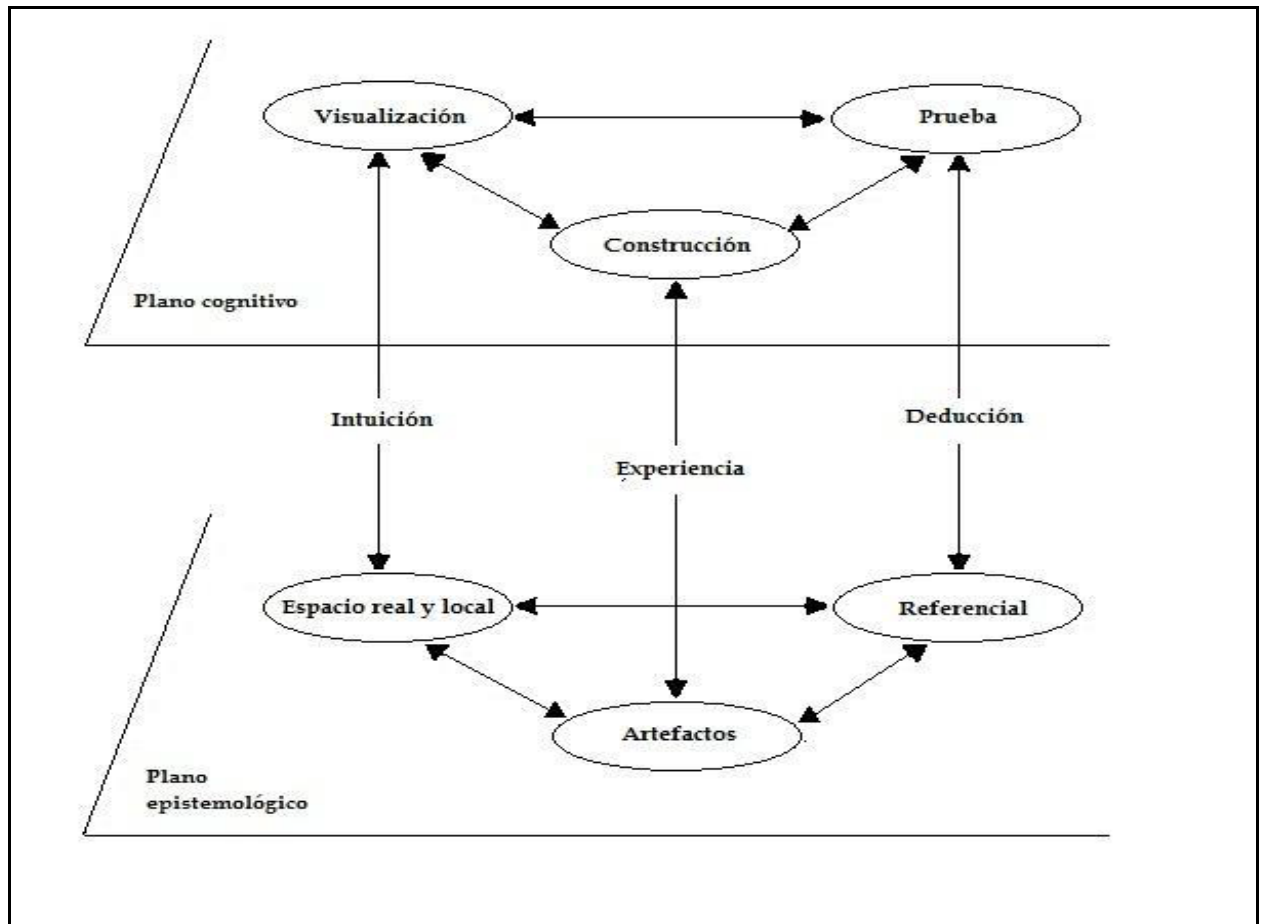 Visualización
Prueba
Construcción
Plano cognitivo
Intuición
Deducción
Experiencia
Espacio real y local
Referencial
Artefactos
Plano
epistemológico